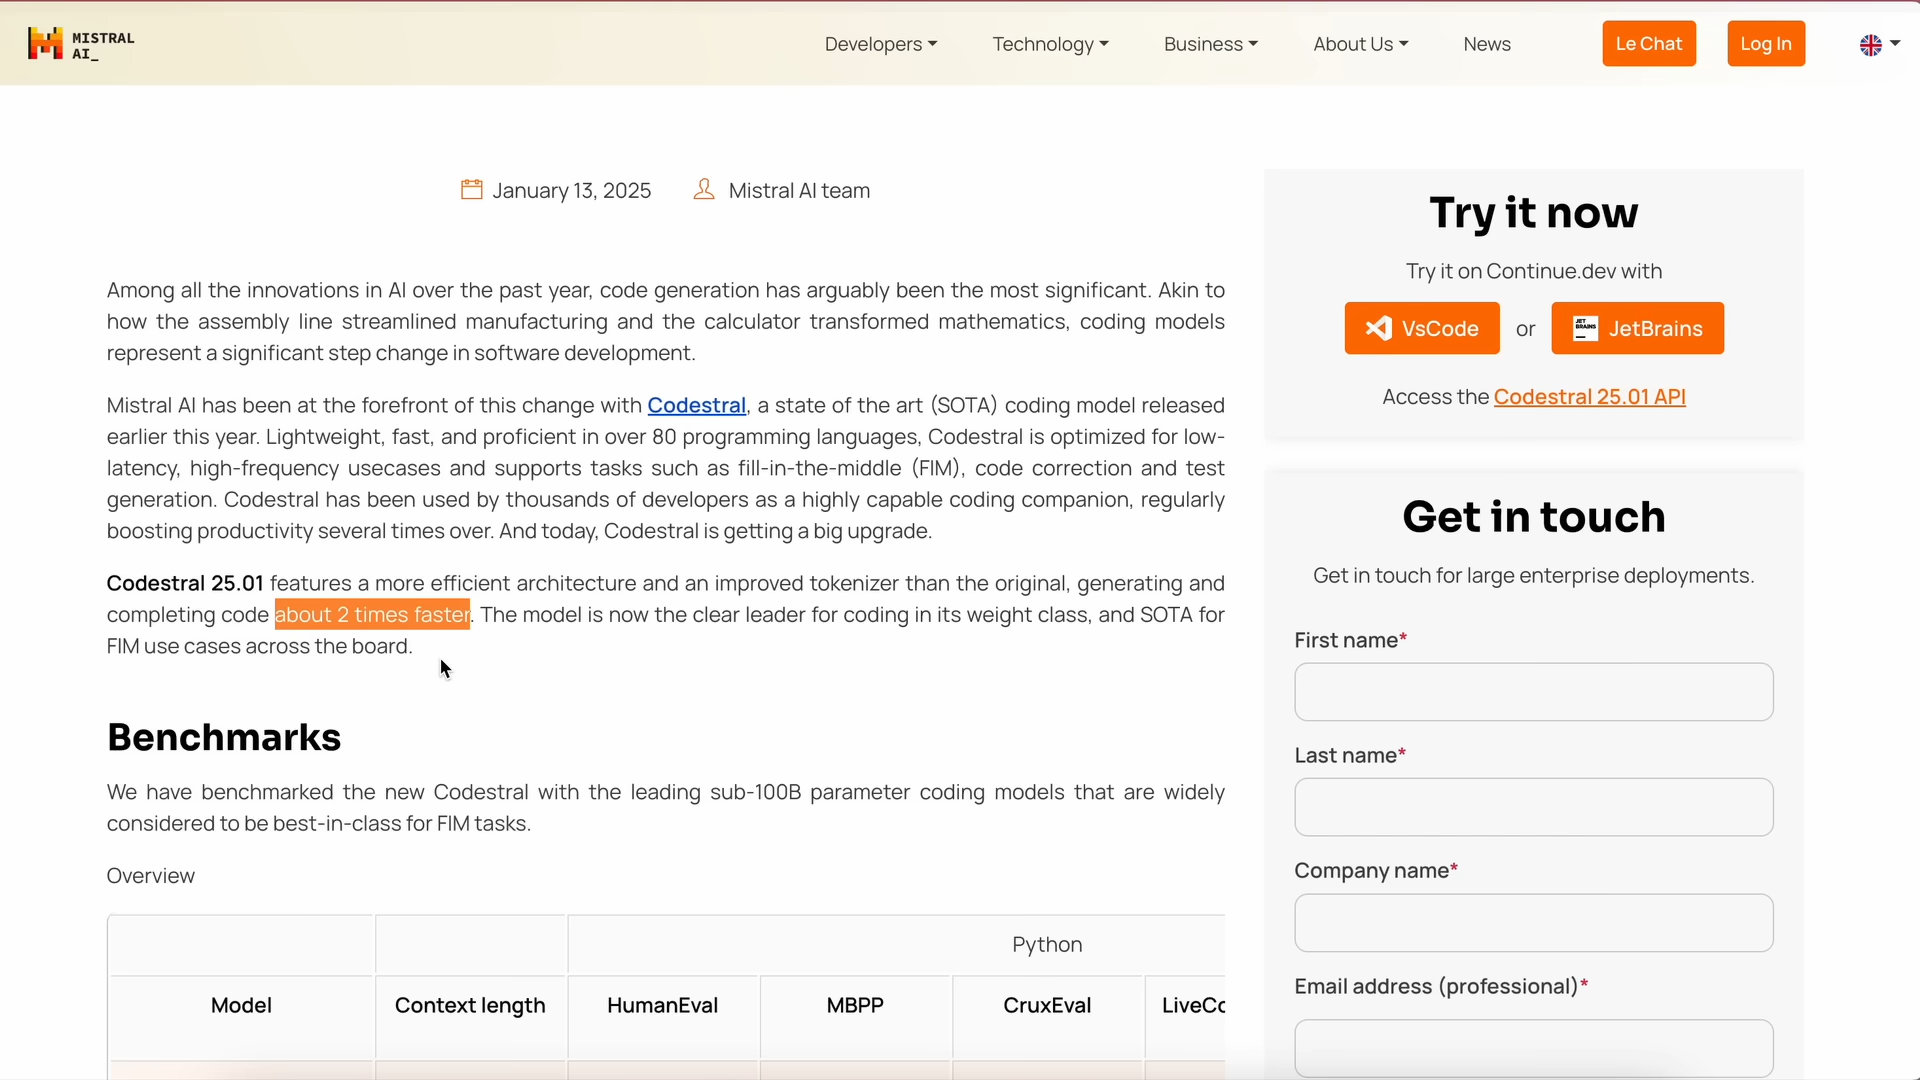 MISTRAL
AI_
Developers
Technology
Business
About Us
News
Le Chat
Log In
January 13, 2025
Mistral AI team
Among all the innovations in AI over the past year, code generation has arguably been the most significant. Akin to
how the assembly line streamlined manufacturing and the calculator transformed mathematics, coding models
represent a significant step change in software development.
Mistral AI has been at the forefront of this change with Codestral, a state of the art (SOTA) coding model released
earlier this year. Lightweight, fast, and proficient in over 80 programming languages, Codestral is optimized for low-
latency, high-frequency usecases and supports tasks such as fill-in-the-middle (FIM), code correction and test
generation. Codestral has been used by thousands of developers as a highly capable coding companion, regularly
boosting productivity several times over. And today, Codestral is getting a big upgrade.
Codestral 25.01 features a more efficient architecture and an improved tokenizer than the original, generating and
completing code about 2 times faster. The model is now the clear leader for coding in its weight class, and SOTA for
FIM use cases across the board.
Benchmarks
We have benchmarked the new Codestral with the leading sub-100B parameter coding models that are widely
considered to be best-in-class for FIM tasks.
Overview
Python
Model
Context length
HumanEval
MBPP
CruxEval
LiveCo
Try it now
Try it on Continue.dev with
VsCode
or
JET
BRAINS
JetBrains
Access the Codestral 25.01 API
Get in touch
Get in touch for large enterprise deployments.
First name*
Last name*
Company name*
Email address (professional)*